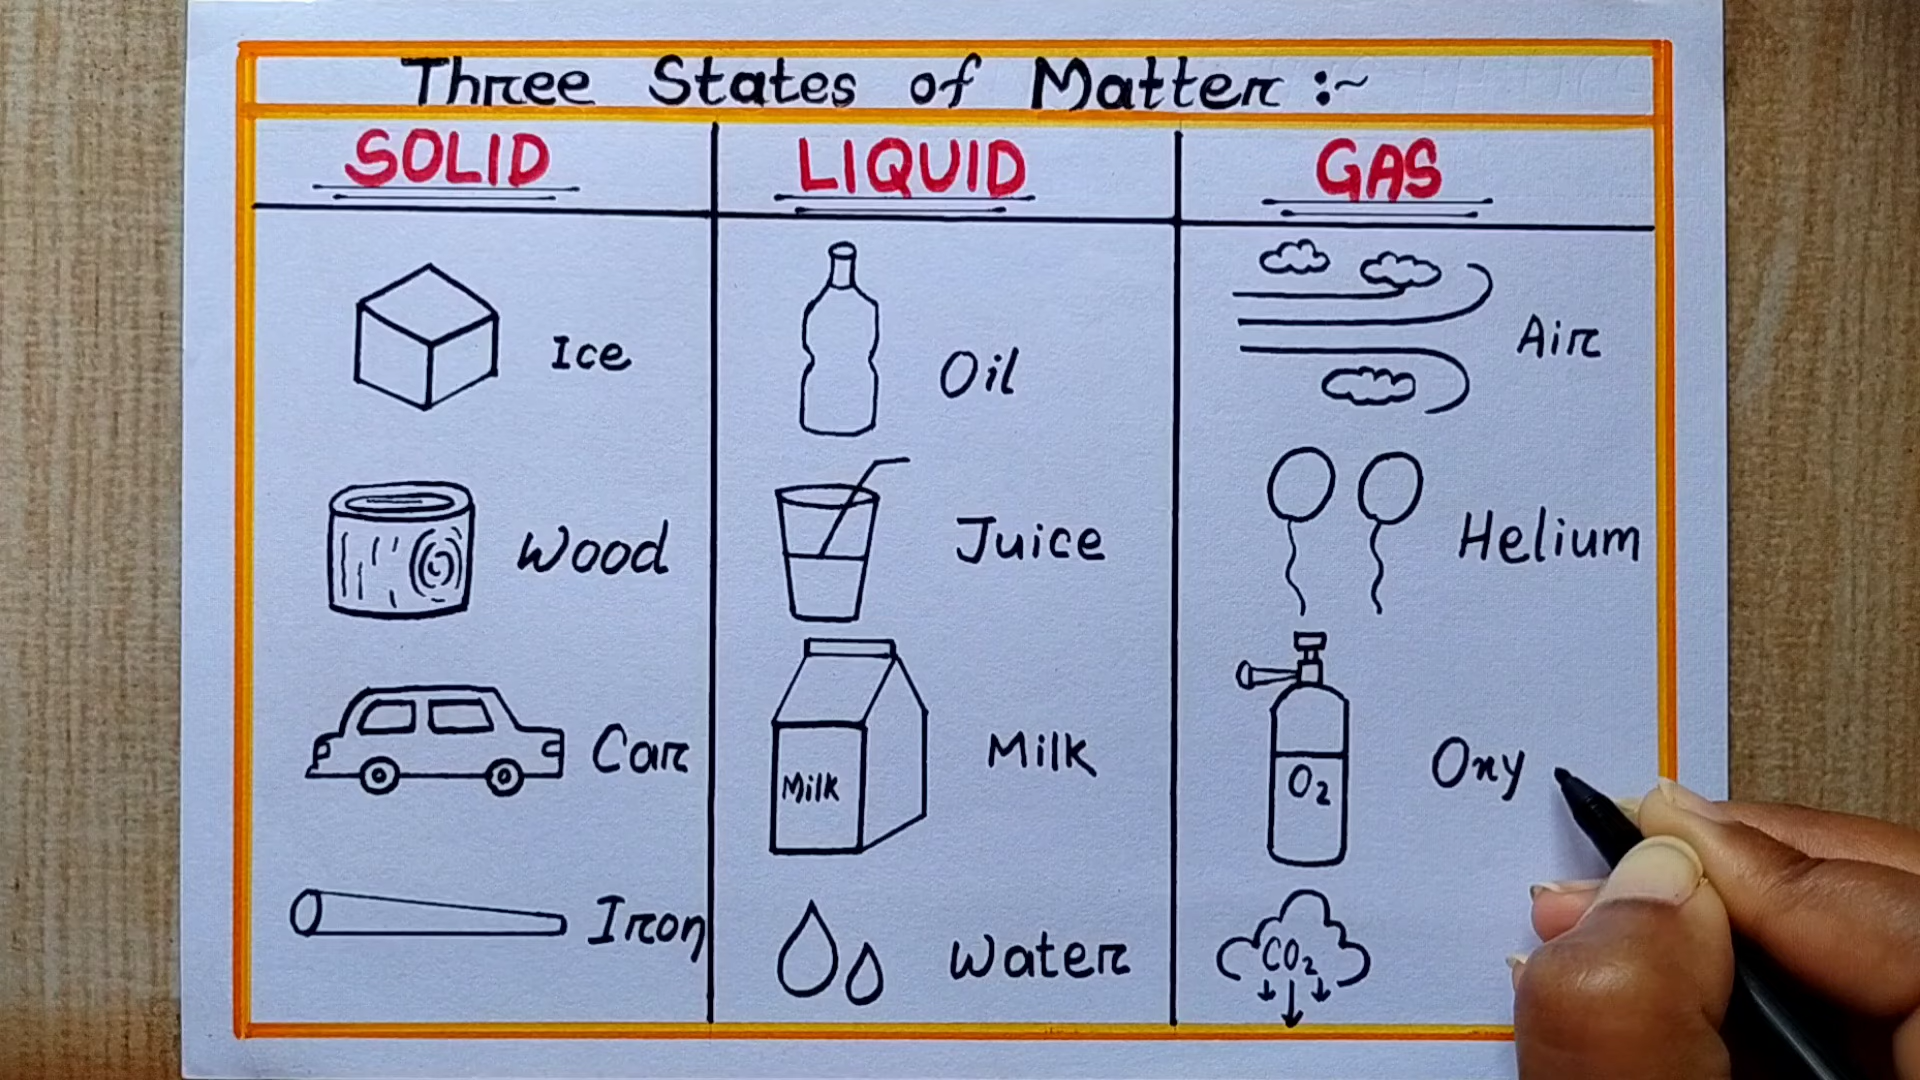 Three States of Matter :~
SOLID
LIQUID
GAS
Ice
Oil
Air
Wood
Juice
Helium
Car
Milk
Milk
O2
Oxy
Iron
Water
CO2